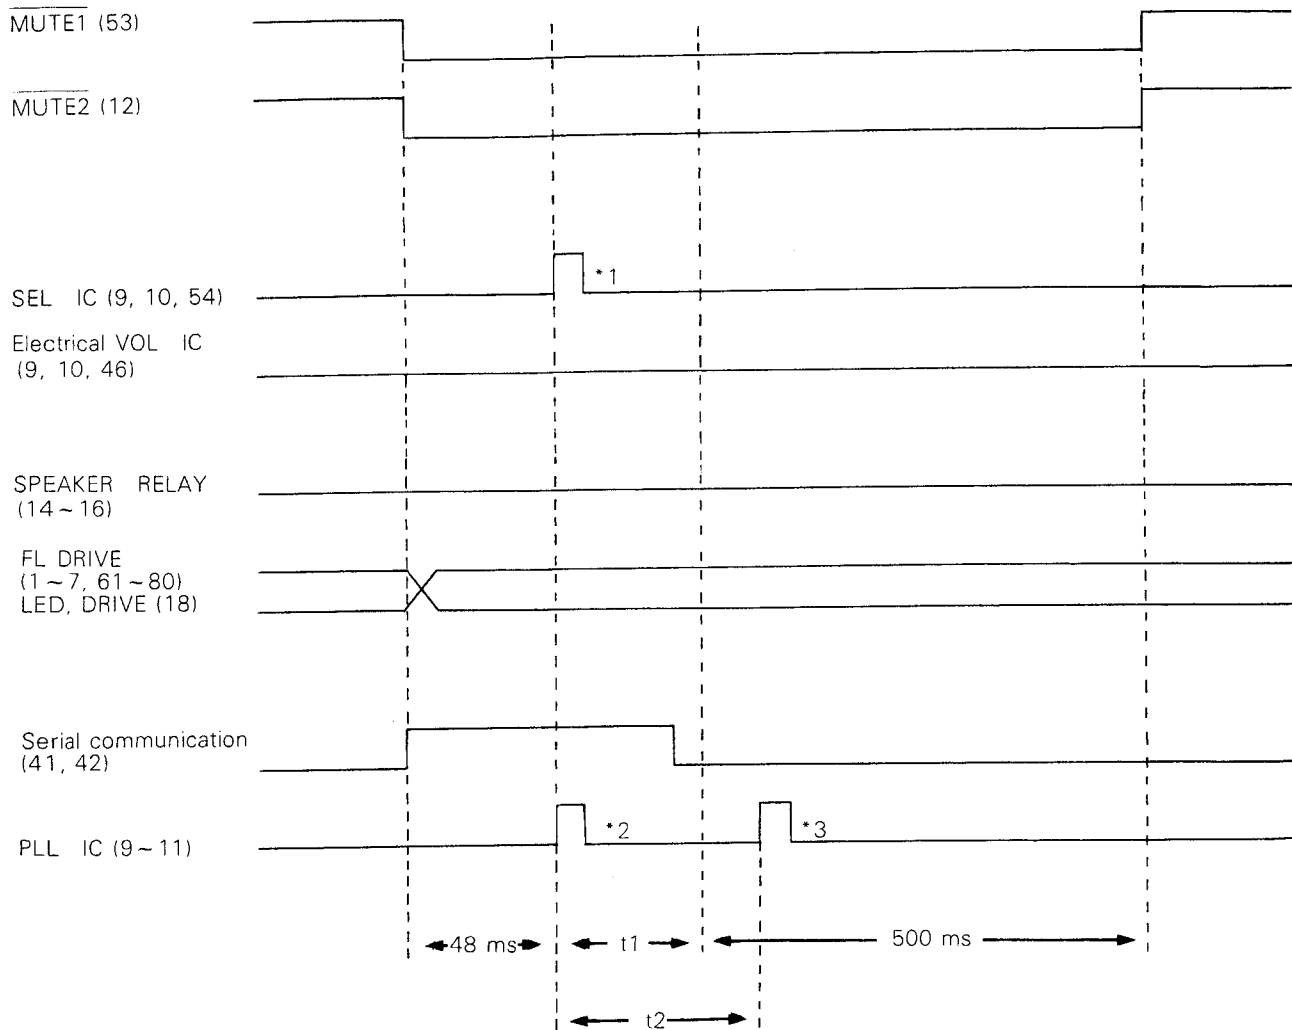 MUTE1 (53)
MUTE2 (12)
*1
SEL IC (9, 10, 54)
Electrical VOL IC
(9, 10, 46)
SPEAKER RELAY
(14~16)
FL DRIVE
(1~7, 61~80)
LED, DRIVE (18)
Serial communication
(41, 42)
*2
*3
PLL IC (9~11)
48 ms
t1
500 ms
t2